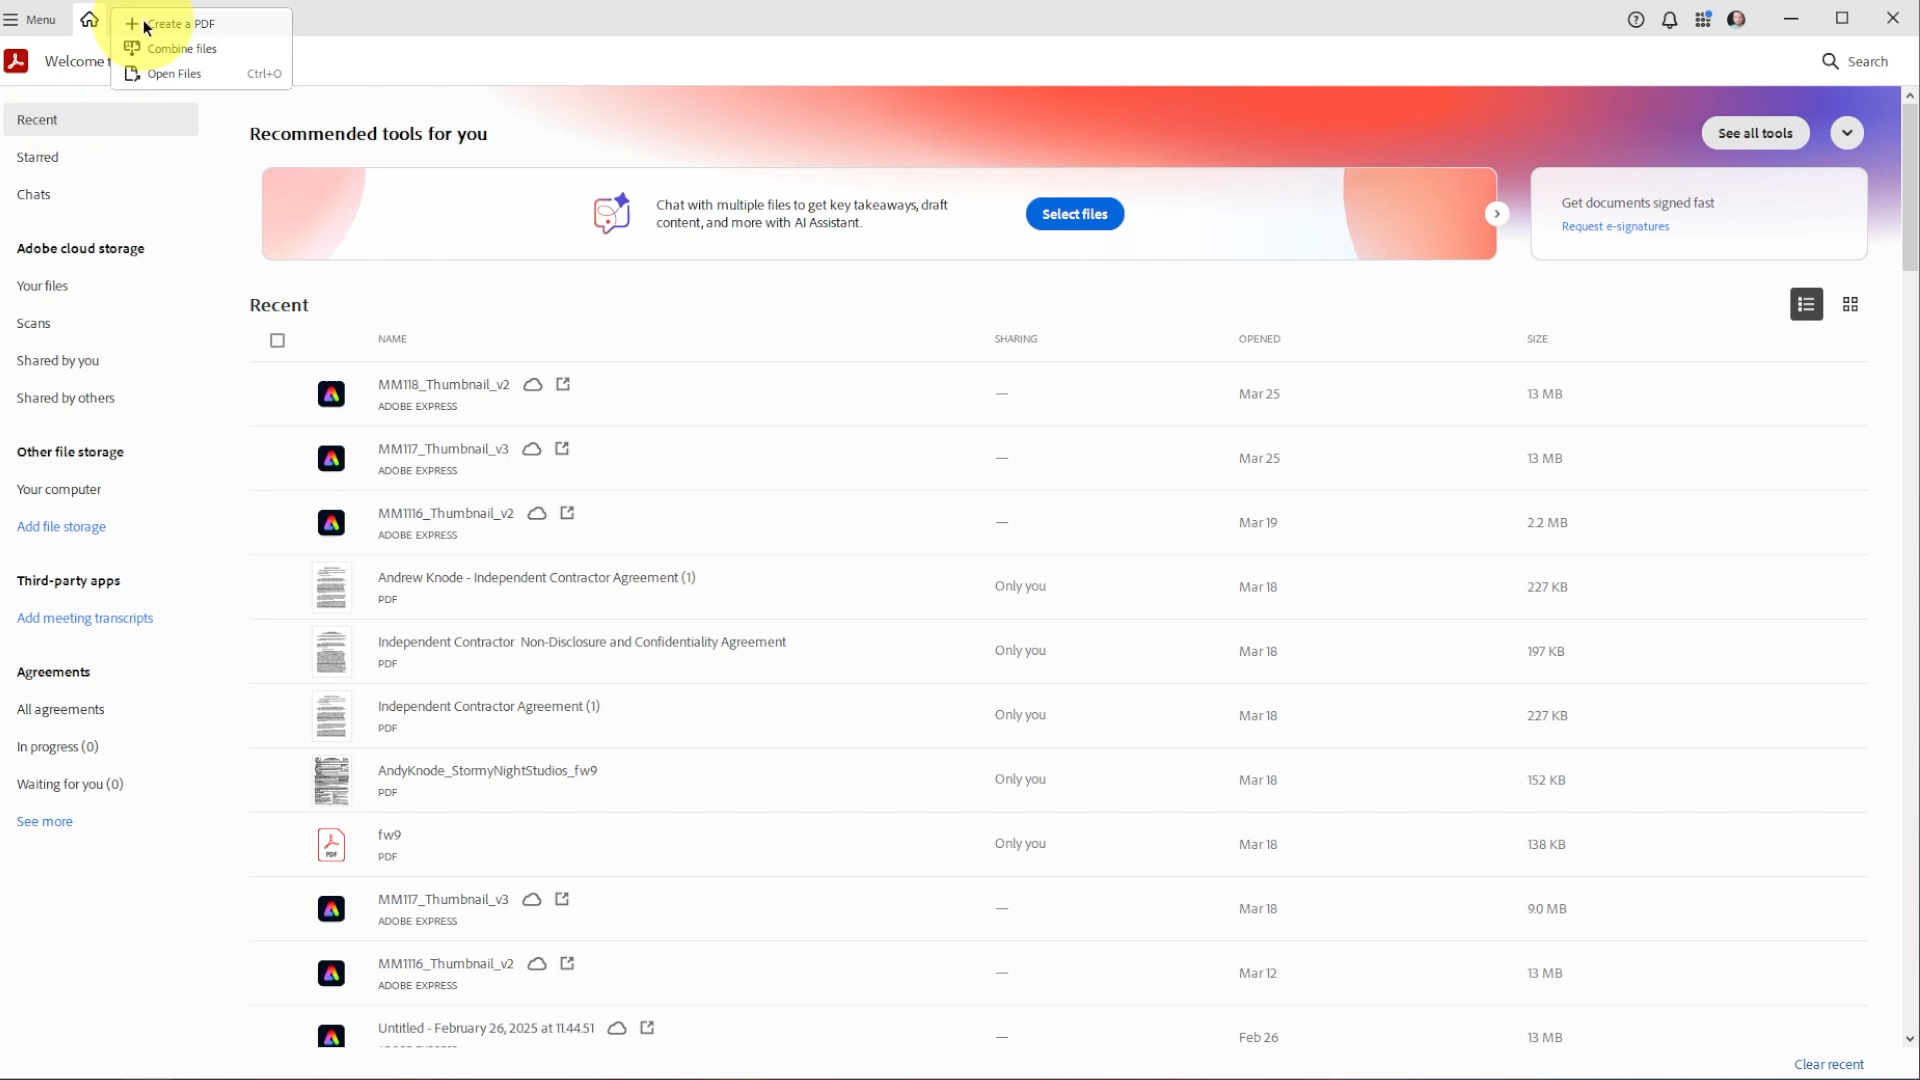 Menu
Create a PDF
Combine files
Open Files Ctrl+O
Welcome t
Search
Recent
Starred
Chats
Adobe cloud storage
Your files
Scans
Shared by you
Shared by others
Other file storage
Your computer
Add file storage
Third-party apps
Add meeting transcripts
Agreements
All agreements
In progress (0)
Waiting for you (0)
See more
Recommended tools for you
See all tools
Chat with multiple files to get key takeaways, draft
content, and more with AI Assistant.
Select files
Get documents signed fast
Request e-signatures
Recent
NAME SHARING OPENED SIZE
MM118_Thumbnail_v2
ADOBE EXPRESS
— Mar 25 13 MB
MM117_Thumbnail_v3
ADOBE EXPRESS
— Mar 25 13 MB
MM1116_Thumbnail_v2
ADOBE EXPRESS
— Mar 19 2.2 MB
Andrew Knode - Independent Contractor Agreement (1)
PDF
Only you Mar 18 227 KB
Independent Contractor Non-Disclosure and Confidentiality Agreement
PDF
Only you Mar 18 197 KB
Independent Contractor Agreement (1)
PDF
Only you Mar 18 227 KB
AndyKnode_StormyNightStudios_fw9
PDF
Only you Mar 18 152 KB
PDF
fw9
PDF
Only you Mar 18 138 KB
MM117_Thumbnail_v3
ADOBE EXPRESS
— Mar 18 9.0 MB
MM1116_Thumbnail_v2
ADOBE EXPRESS
— Mar 12 13 MB
Untitled - February 26, 2025 at 11.44.51
— Feb 26 13 MB
Clear recent